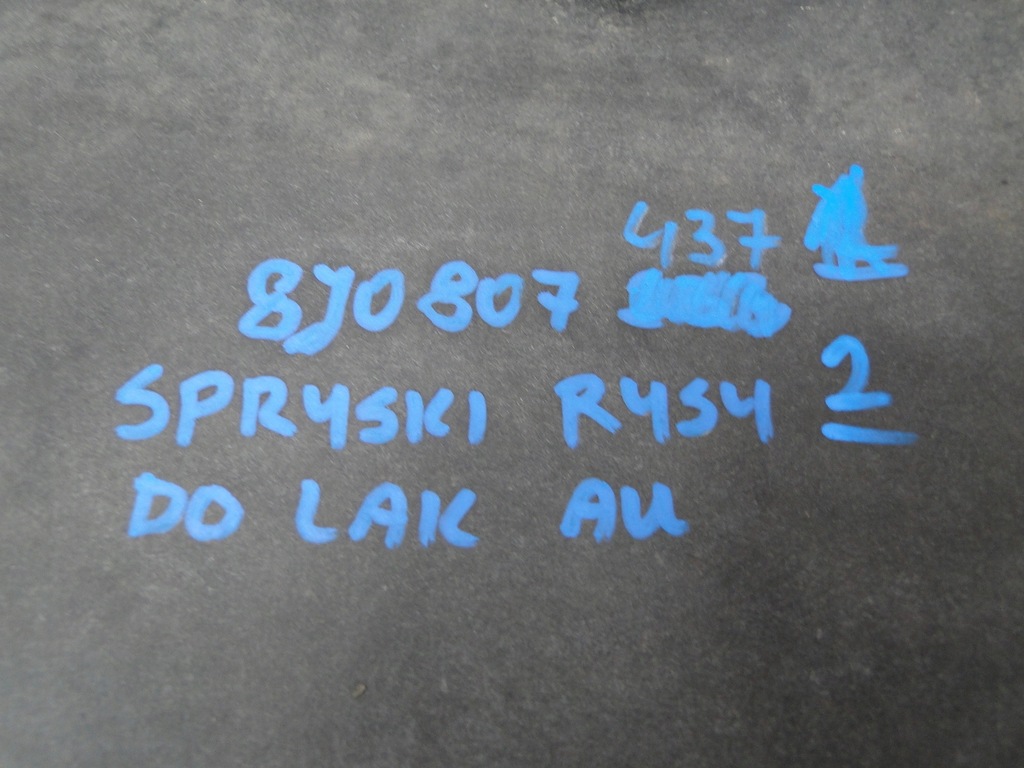 8J0807 437
SPRYSKI RYSY 2
DO LAK AU